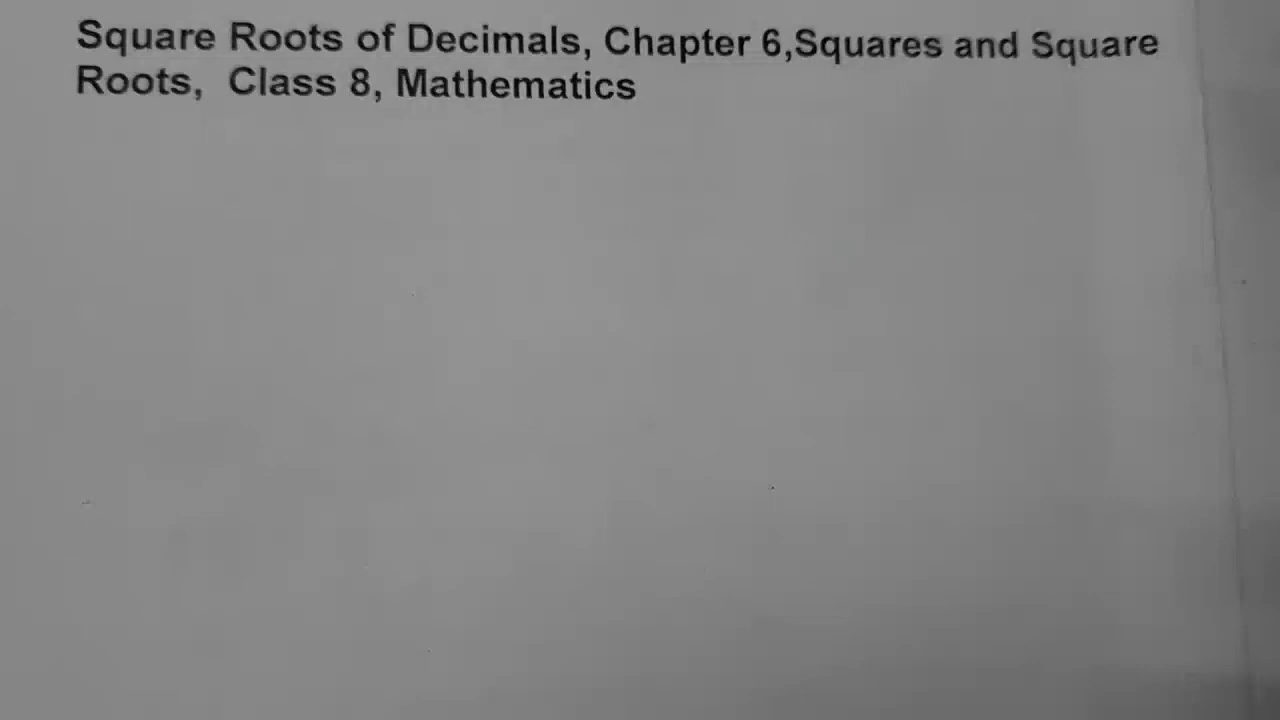 Square Roots of Decimals, Chapter 6,Squares and Square
Roots,  Class 8, Mathematics